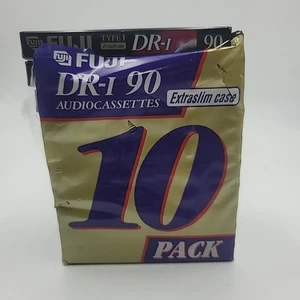 FUJI
TYPE I
DR-I
90
FUJI
DR-I 90
AUDIOCASSETTES
Extraslim case
10
PACK